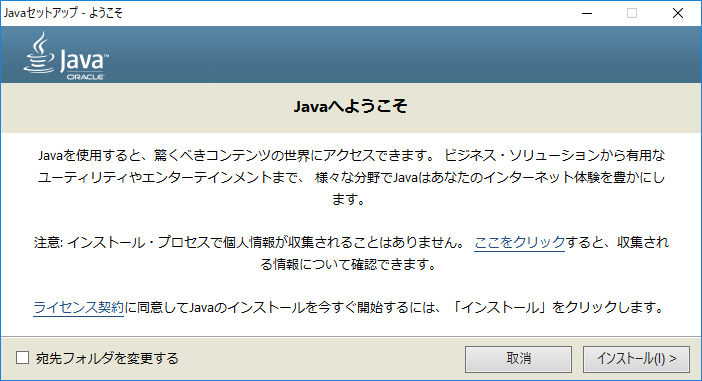 Javaセットアップ - ようこそ
Java™
ORACLE
Javaへようこそ
Javaを使用すると、驚くべきコンテンツの世界にアクセスできます。 ビジネス・ソリューションから有用な
ユーティリティやエンターテインメントまで、 様々な分野でJavaはあなたのインターネット体験を豊かにし
ます。
注意: インストール・プロセスで個人情報が収集されることはありません。 ここをクリックすると、収集され
る情報について確認できます。
ライセンス契約に同意してJavaのインストールを今すぐ開始するには、「インストール」をクリックします。
宛先フォルダを変更する
取消
インストール(I) >